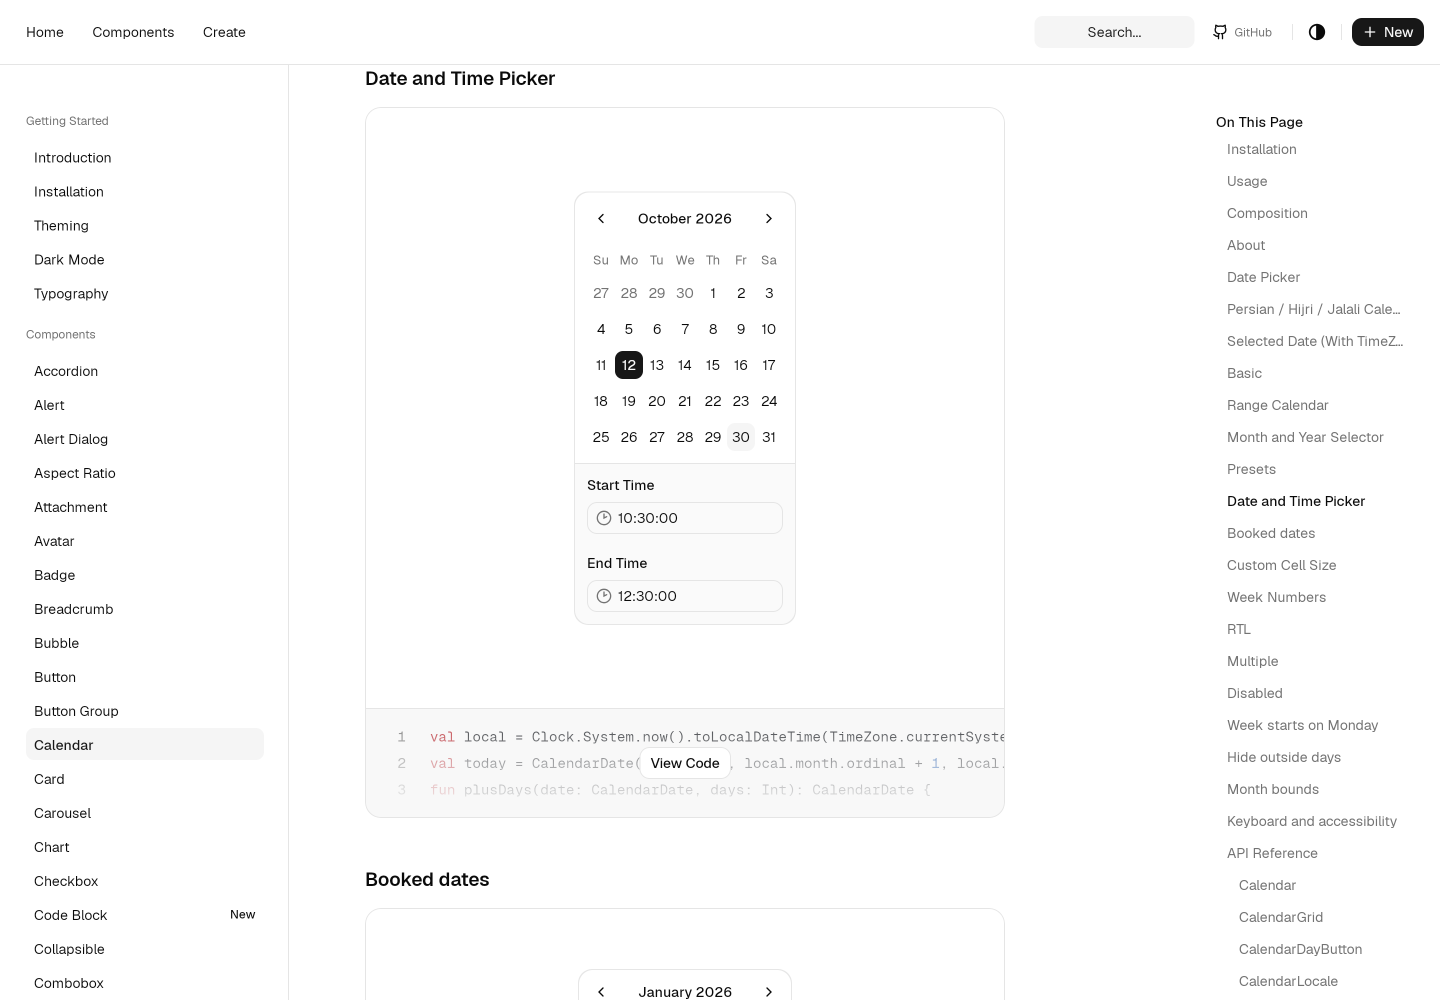 Home Components Create Search... GitHub New
Getting Started
Introduction
Installation
Theming
Dark Mode
Typography
Components
Accordion
Alert
Alert Dialog
Aspect Ratio
Attachment
Avatar
Badge
Breadcrumb
Bubble
Button
Button Group
Calendar
Card
Carousel
Chart
Checkbox
Code Block New
Collapsible
Combobox
Date and Time Picker
October 2026
Su Mo Tu We Th Fr Sa
27 28 29 30 1 2 3
4 5 6 7 8 9 10
11 12 13 14 15 16 17
18 19 20 21 22 23 24
25 26 27 28 29 30 31
Start Time
10:30:00
End Time
12:30:00
1 val local = Clock.System.now().toLocalDateTime(TimeZone.currentSyste
2 val today = CalendarDate( , local.month.ordinal + 1, local.
View Code
3 fun plusDays(date: CalendarDate, days: Int): CalendarDate {
Booked dates
January 2026
On This Page
Installation
Usage
Composition
About
Date Picker
Persian / Hijri / Jalali Cale...
Selected Date (With TimeZ...
Basic
Range Calendar
Month and Year Selector
Presets
Date and Time Picker
Booked dates
Custom Cell Size
Week Numbers
RTL
Multiple
Disabled
Week starts on Monday
Hide outside days
Month bounds
Keyboard and accessibility
API Reference
Calendar
CalendarGrid
CalendarDayButton
CalendarLocale